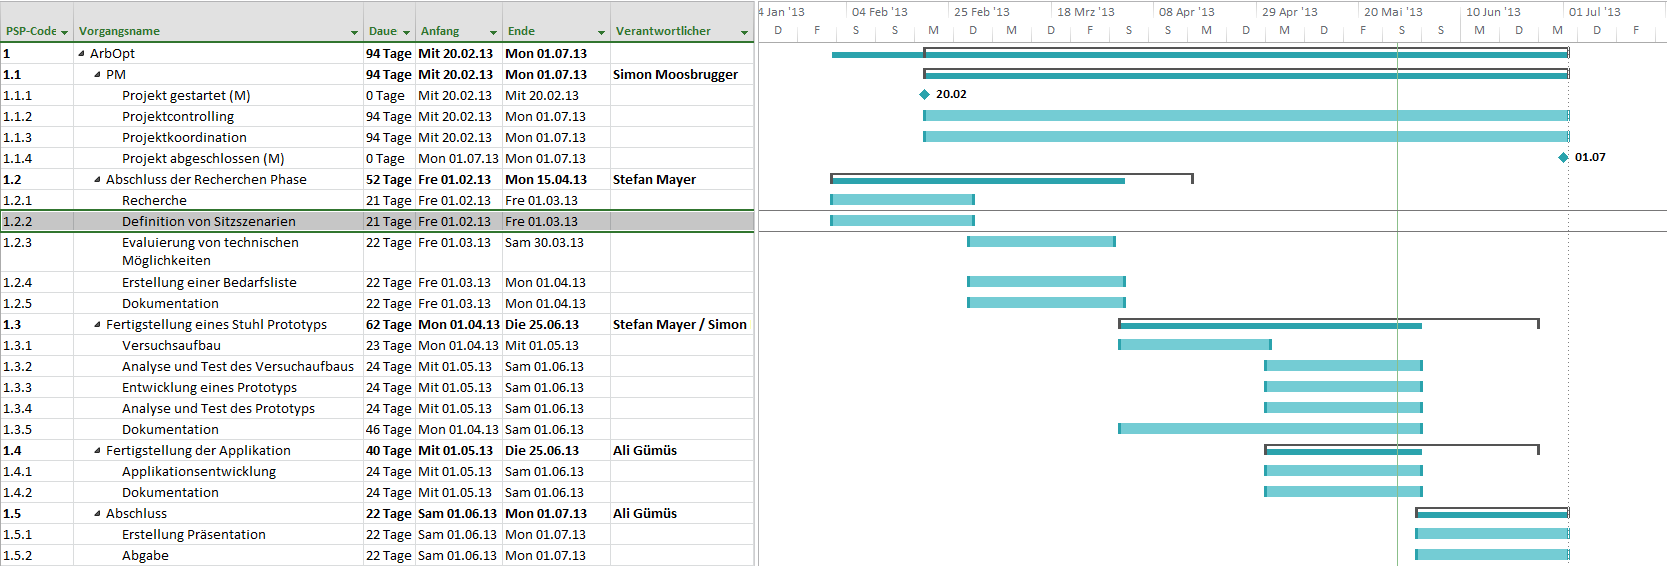 4 Jan '13 04 Feb '13 25 Feb '13 18 Mrz '13 08 Apr '13 29 Apr '13 20 Mai '13 10 Jun '13 01 Jul '13
PSP-Code Vorgangsname Daue Anfang Ende Verantwortlicher D F S S M D M D F S S M D M D F S S M D M D F
1 ArbOpt 94 Tage Mit 20.02.13 Mon 01.07.13
1.1 PM 94 Tage Mit 20.02.13 Mon 01.07.13 Simon Moosbrugger
1.1.1 Projekt gestartet (M) 0 Tage Mit 20.02.13 Mit 20.02.13 20.02
1.1.2 Projektcontrolling 94 Tage Mit 20.02.13 Mon 01.07.13
1.1.3 Projektkoordination 94 Tage Mit 20.02.13 Mon 01.07.13
1.1.4 Projekt abgeschlossen (M) 0 Tage Mon 01.07.13 Mon 01.07.13 01.07
1.2 Abschluss der Recherchen Phase 52 Tage Fre 01.02.13 Mon 15.04.13 Stefan Mayer
1.2.1 Recherche 21 Tage Fre 01.02.13 Fre 01.03.13
1.2.2 Definition von Sitzszenarien 21 Tage Fre 01.02.13 Fre 01.03.13
1.2.3 Evaluierung von technischen 22 Tage Fre 01.03.13 Sam 30.03.13
Möglichkeiten
1.2.4 Erstellung einer Bedarfsliste 22 Tage Fre 01.03.13 Mon 01.04.13
1.2.5 Dokumentation 22 Tage Fre 01.03.13 Mon 01.04.13
1.3 Fertigstellung eines Stuhl Prototyps 62 Tage Mon 01.04.13 Die 25.06.13 Stefan Mayer / Simon
1.3.1 Versuchsaufbau 23 Tage Mon 01.04.13 Mit 01.05.13
1.3.2 Analyse und Test des Versuchaufbaus 24 Tage Mit 01.05.13 Sam 01.06.13
1.3.3 Entwicklung eines Prototyps 24 Tage Mit 01.05.13 Sam 01.06.13
1.3.4 Analyse und Test des Prototyps 24 Tage Mit 01.05.13 Sam 01.06.13
1.3.5 Dokumentation 46 Tage Mon 01.04.13 Sam 01.06.13
1.4 Fertigstellung der Applikation 40 Tage Mit 01.05.13 Die 25.06.13 Ali Gümüs
1.4.1 Applikationsentwicklung 24 Tage Mit 01.05.13 Sam 01.06.13
1.4.2 Dokumentation 24 Tage Mit 01.05.13 Sam 01.06.13
1.5 Abschluss 22 Tage Sam 01.06.13 Mon 01.07.13 Ali Gümüs
1.5.1 Erstellung Präsentation 22 Tage Sam 01.06.13 Mon 01.07.13
1.5.2 Abgabe 22 Tage Sam 01.06.13 Mon 01.07.13